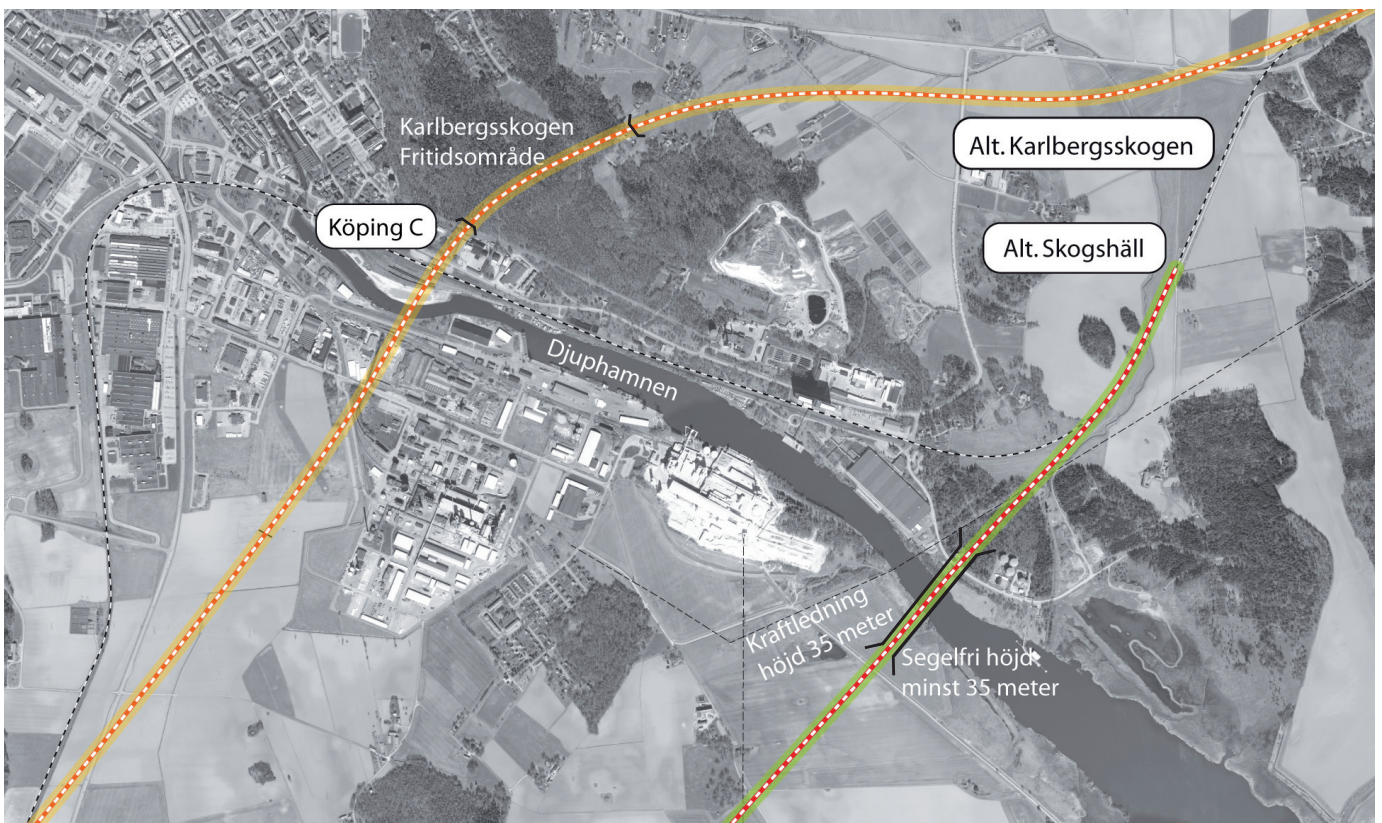 Karlbergsskogen
Fritidsområde
Alt. Karlbergsskogen
Köping C
Alt. Skogshäll
Djuphamnen
Kraftledning
höjd 35 meter
Segelfri höjd
minst 35 meter